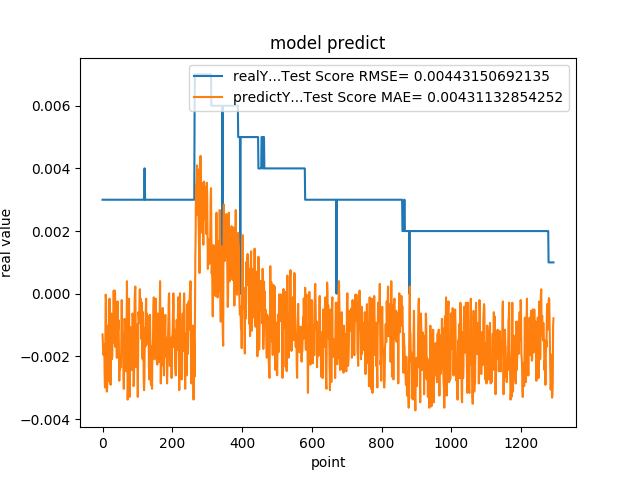 model predict
realY...Test Score RMSE= 0.00443150692135
predictY...Test Score MAE= 0.00431132854252
real value
0.006
0.004
0.002
0.000
−0.002
−0.004
0 200 400 600 800 1000 1200
point